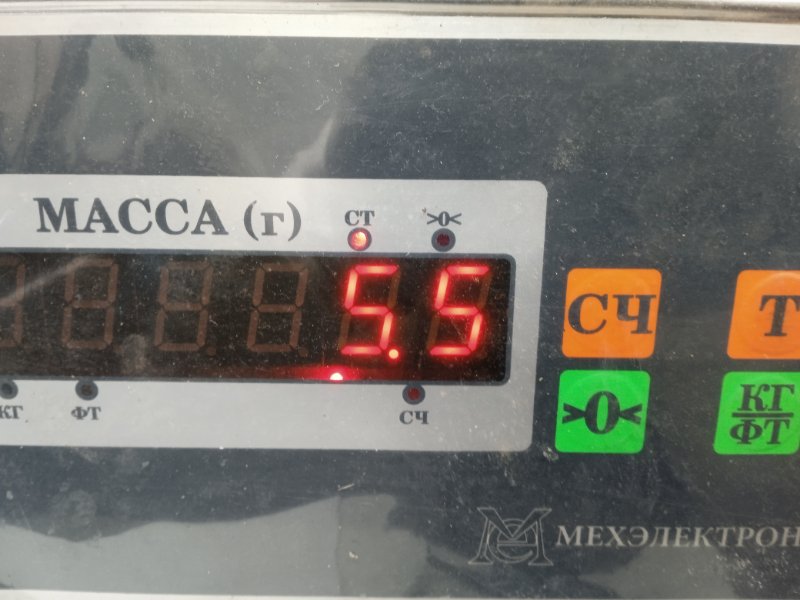 МАССА (г)
СТ >0<
5.5
КГ ФТ СЧ
СЧ Т
>0< КГ
ФТ
МЕХЭЛЕКТРОН